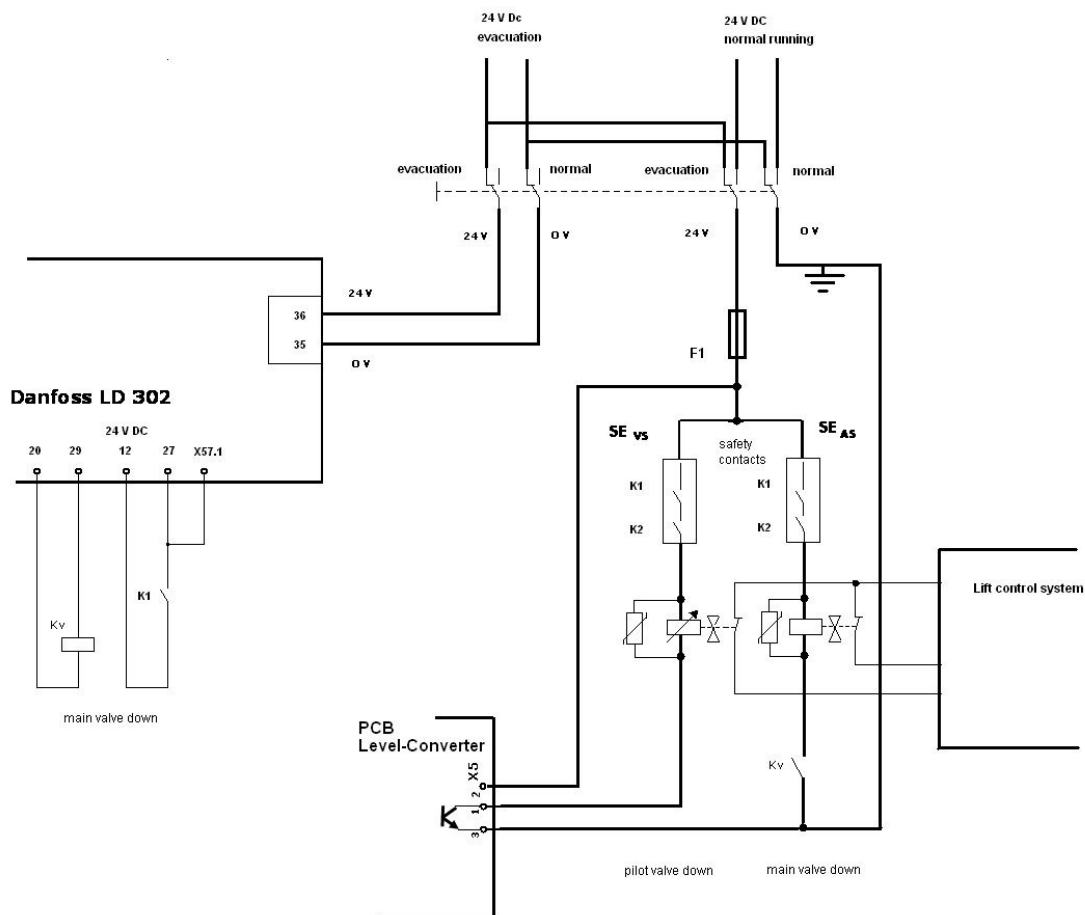 24 V Dc
evacuation
24 V DC
normal running
evacuation
normal
evacuation
normal
24 V
0 V
24 V
0 V
24 V
36
35
0 V
F1
Danfoss LD 302
24 V DC
20
29
12
27
X57.1
SE VS
safety
contacts
SE AS
K1
K1
K2
K2
K1
Kv
Lift control system
main valve down
PCB
Level-Converter
X5
2
1
3
Kv
pilot valve down
main valve down